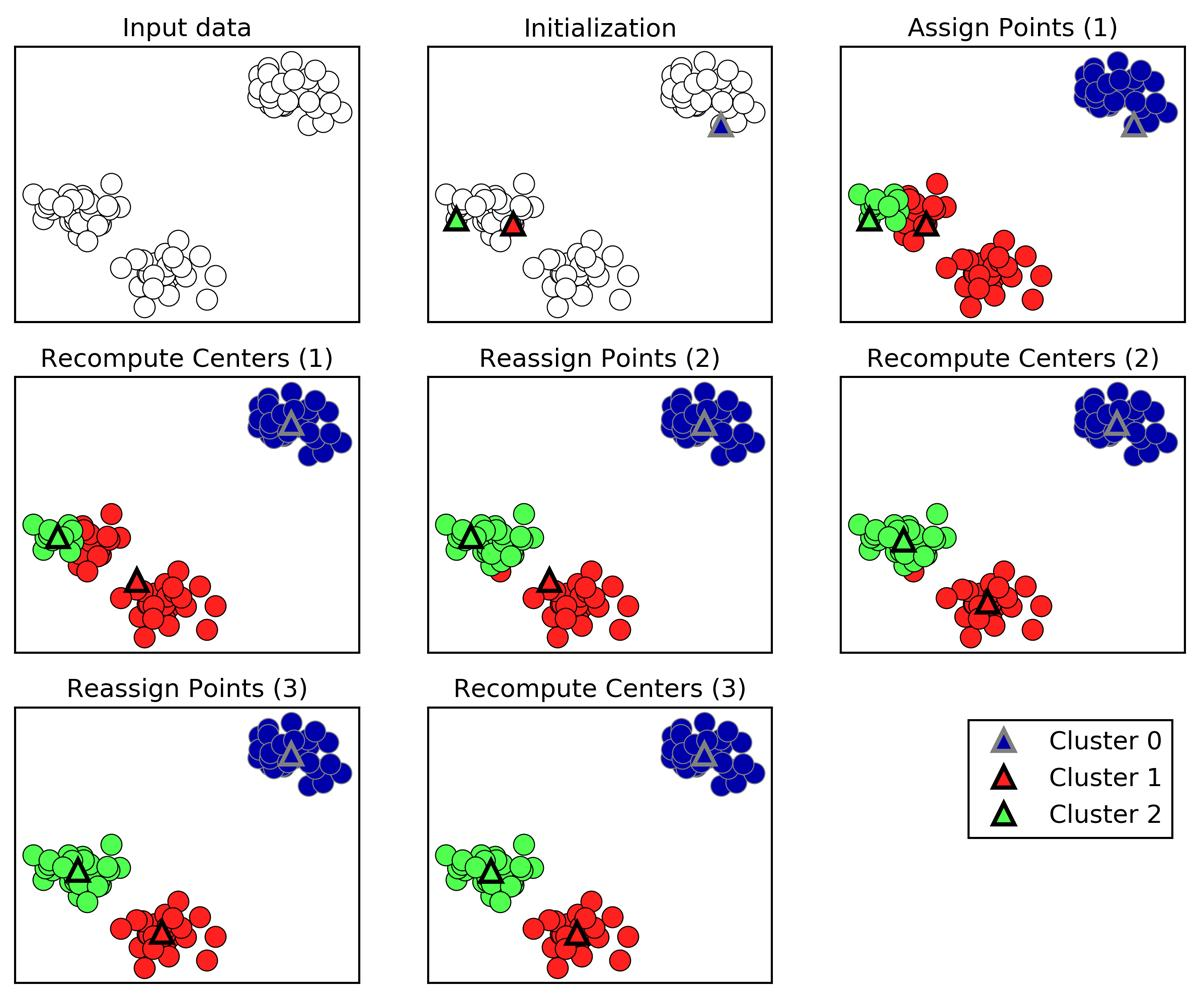 Input data
Initialization
Assign Points (1)
Recompute Centers (1)
Reassign Points (2)
Recompute Centers (2)
Reassign Points (3)
Recompute Centers (3)
Cluster 0
Cluster 1
Cluster 2